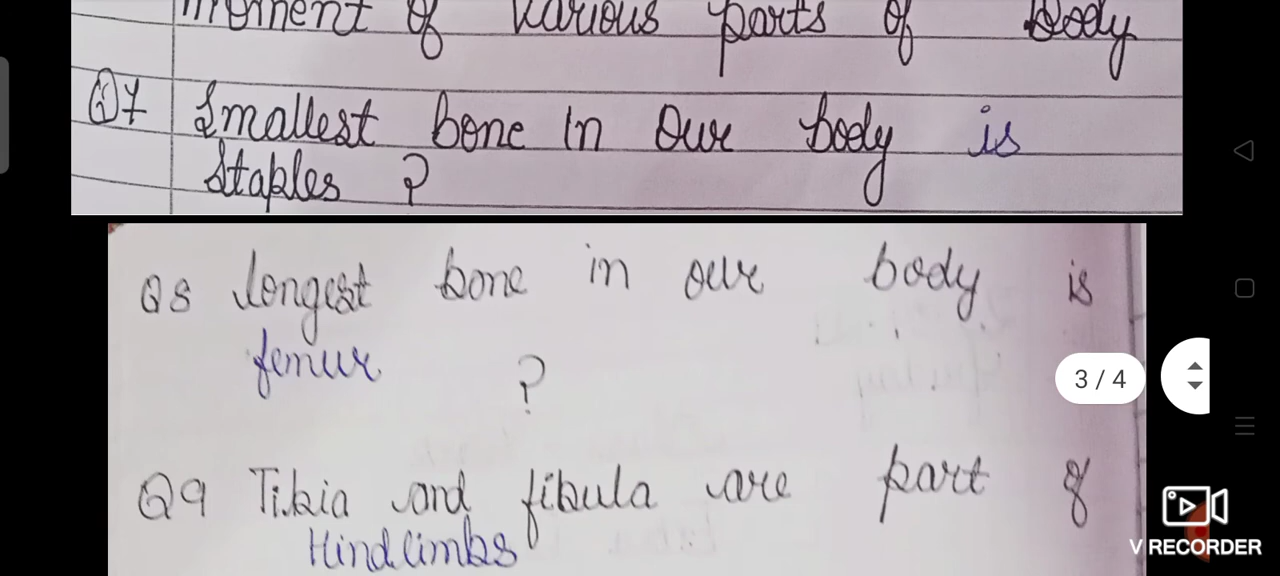 moment of various parts of body
Q7 Smallest bone in our body is
staples ?
Q8 longest bone in our body is
femur ?
3 / 4
Q9 Tibia and fibula are part of
Hindlimbs
V RECORDER